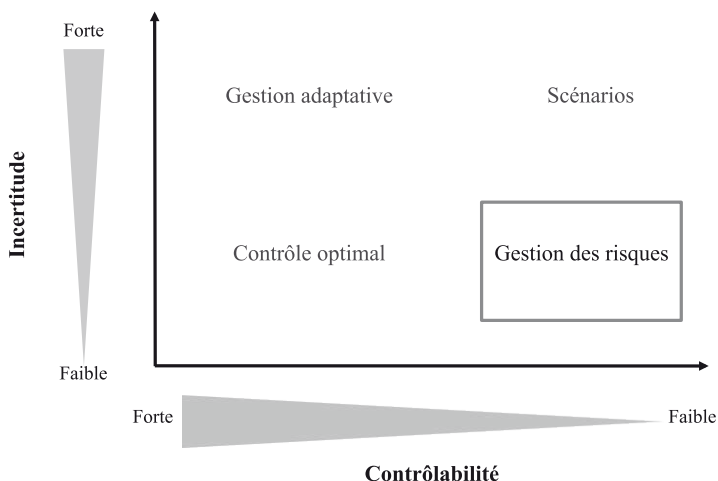 Forte
Gestion adaptative
Scénarios
Incertitude
Contrôle optimal
Gestion des risques
Faible
Forte
Faible
Contrôlabilité